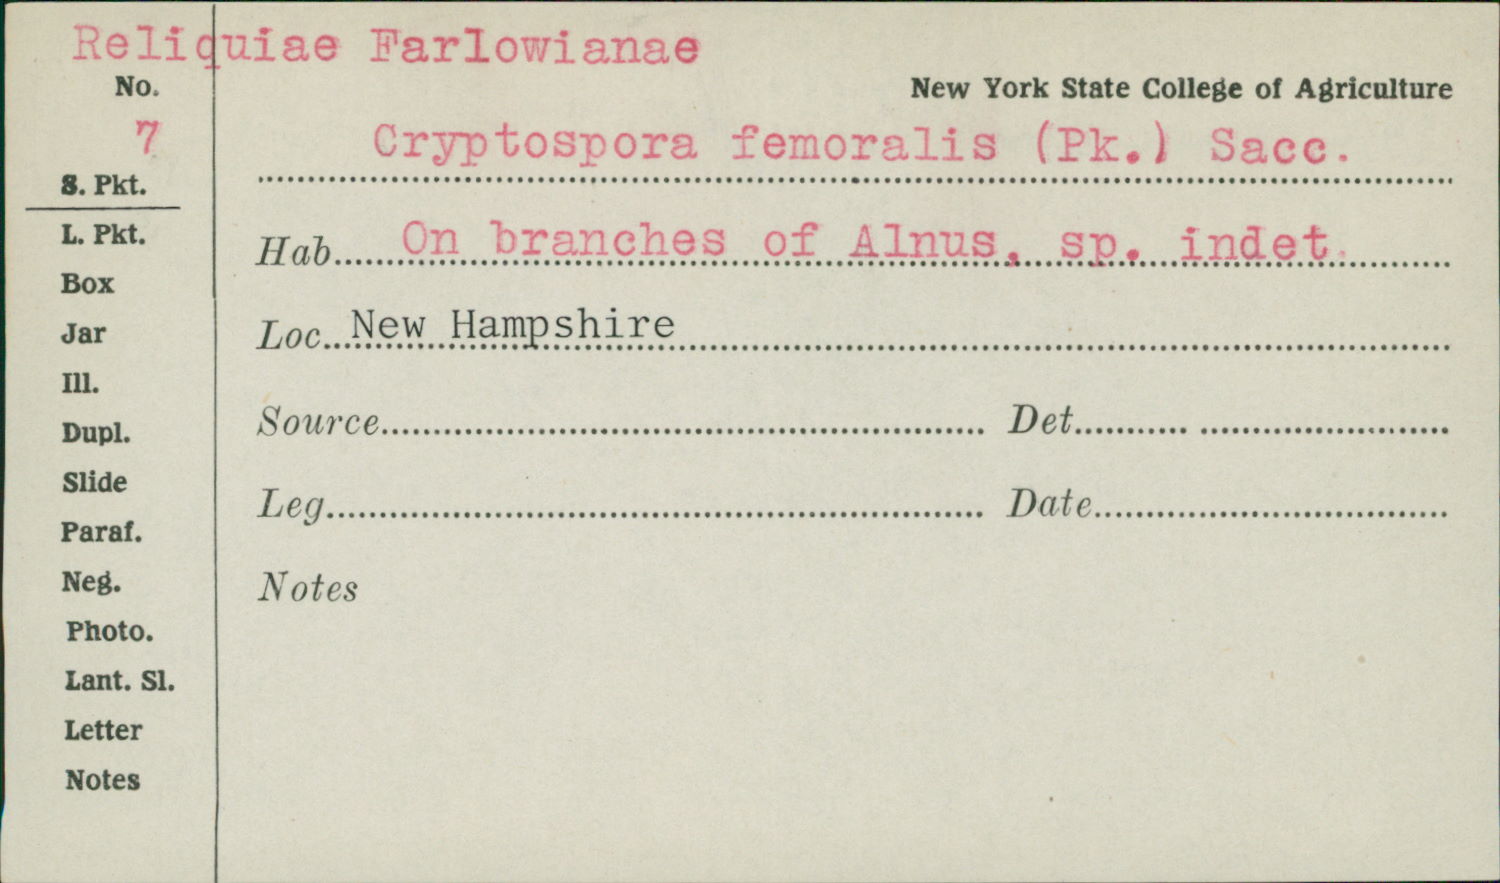 Reliquiae Farlowianae
No.
7
New York State College of Agriculture
Cryptospora femoralis (Pk.) Sacc.
S. Pkt.
L. Pkt.
Box
Jar
Ill.
Dupl.
Slide
Paraf.
Neg.
Photo.
Lant. Sl.
Letter
Notes
Hab. On branches of Alnus, sp. indet.
Loc. New Hampshire
Source Det.
Leg. Date
Notes